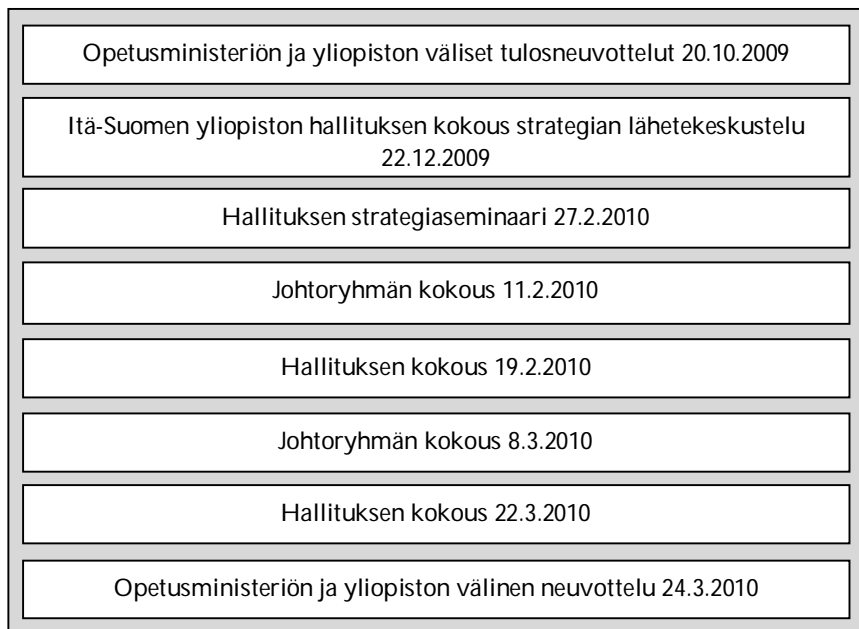 Opetusministeriön ja yliopiston väliset tulosneuvottelut 20.10.2009
Itä-Suomen yliopiston hallituksen kokous strategian lähetekeskustelu
22.12.2009
Hallituksen strategiaseminaari 27.2.2010
Johtoryhmän kokous 11.2.2010
Hallituksen kokous 19.2.2010
Johtoryhmän kokous 8.3.2010
Hallituksen kokous 22.3.2010
Opetusministeriön ja yliopiston välinen neuvottelu 24.3.2010